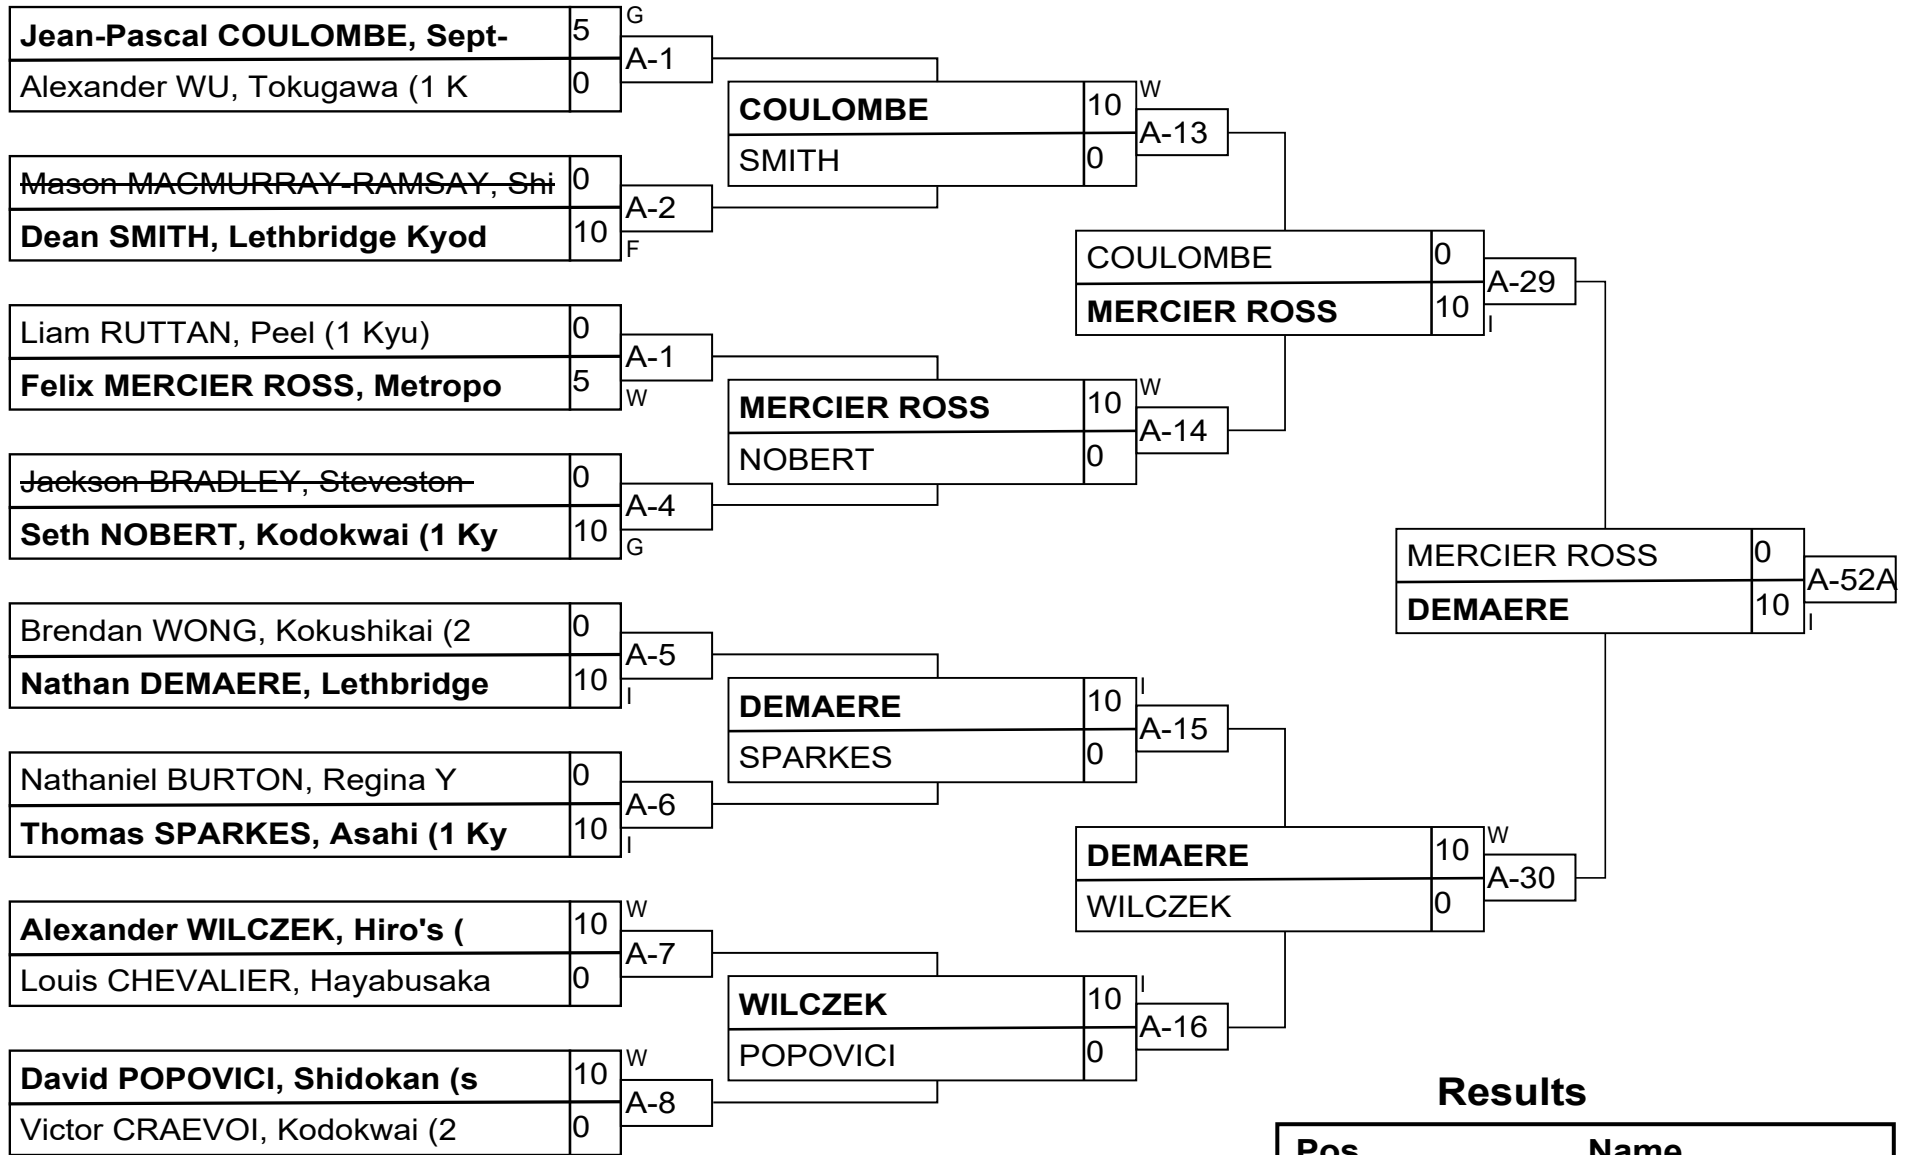 Jean-Pascal COULOMBE, Sept- 5 G
A-1
Alexander WU, Tokugawa (1 K 0
Mason MACMURRAY-RAMSAY, Shi 0
A-2
Dean SMITH, Lethbridge Kyod 10 F
Liam RUTTAN, Peel (1 Kyu) 0
A-1
Felix MERCIER ROSS, Metropo 5 W
Jackson BRADLEY, Steveston 0
A-4
Seth NOBERT, Kodokwai (1 Ky 10 G
Brendan WONG, Kokushikai (2 0
A-5
Nathan DEMAERE, Lethbridge 10 I
Nathaniel BURTON, Regina Y 0
A-6
Thomas SPARKES, Asahi (1 Ky 10 I
Alexander WILCZEK, Hiro's ( 10 W
A-7
Louis CHEVALIER, Hayabusaka 0
David POPOVICI, Shidokan (s 10 W
A-8
Victor CRAEVOI, Kodokwai (2 0
COULOMBE 10 W
A-13
SMITH 0
MERCIER ROSS 10 W
A-14
NOBERT 0
DEMAERE 10 I
A-15
SPARKES 0
WILCZEK 10 I
A-16
POPOVICI 0
COULOMBE 0
A-29
MERCIER ROSS 10 I
DEMAERE 10 W
A-30
WILCZEK 0
MERCIER ROSS 0
A-52A
DEMAERE 10 I
Results
Pos Name